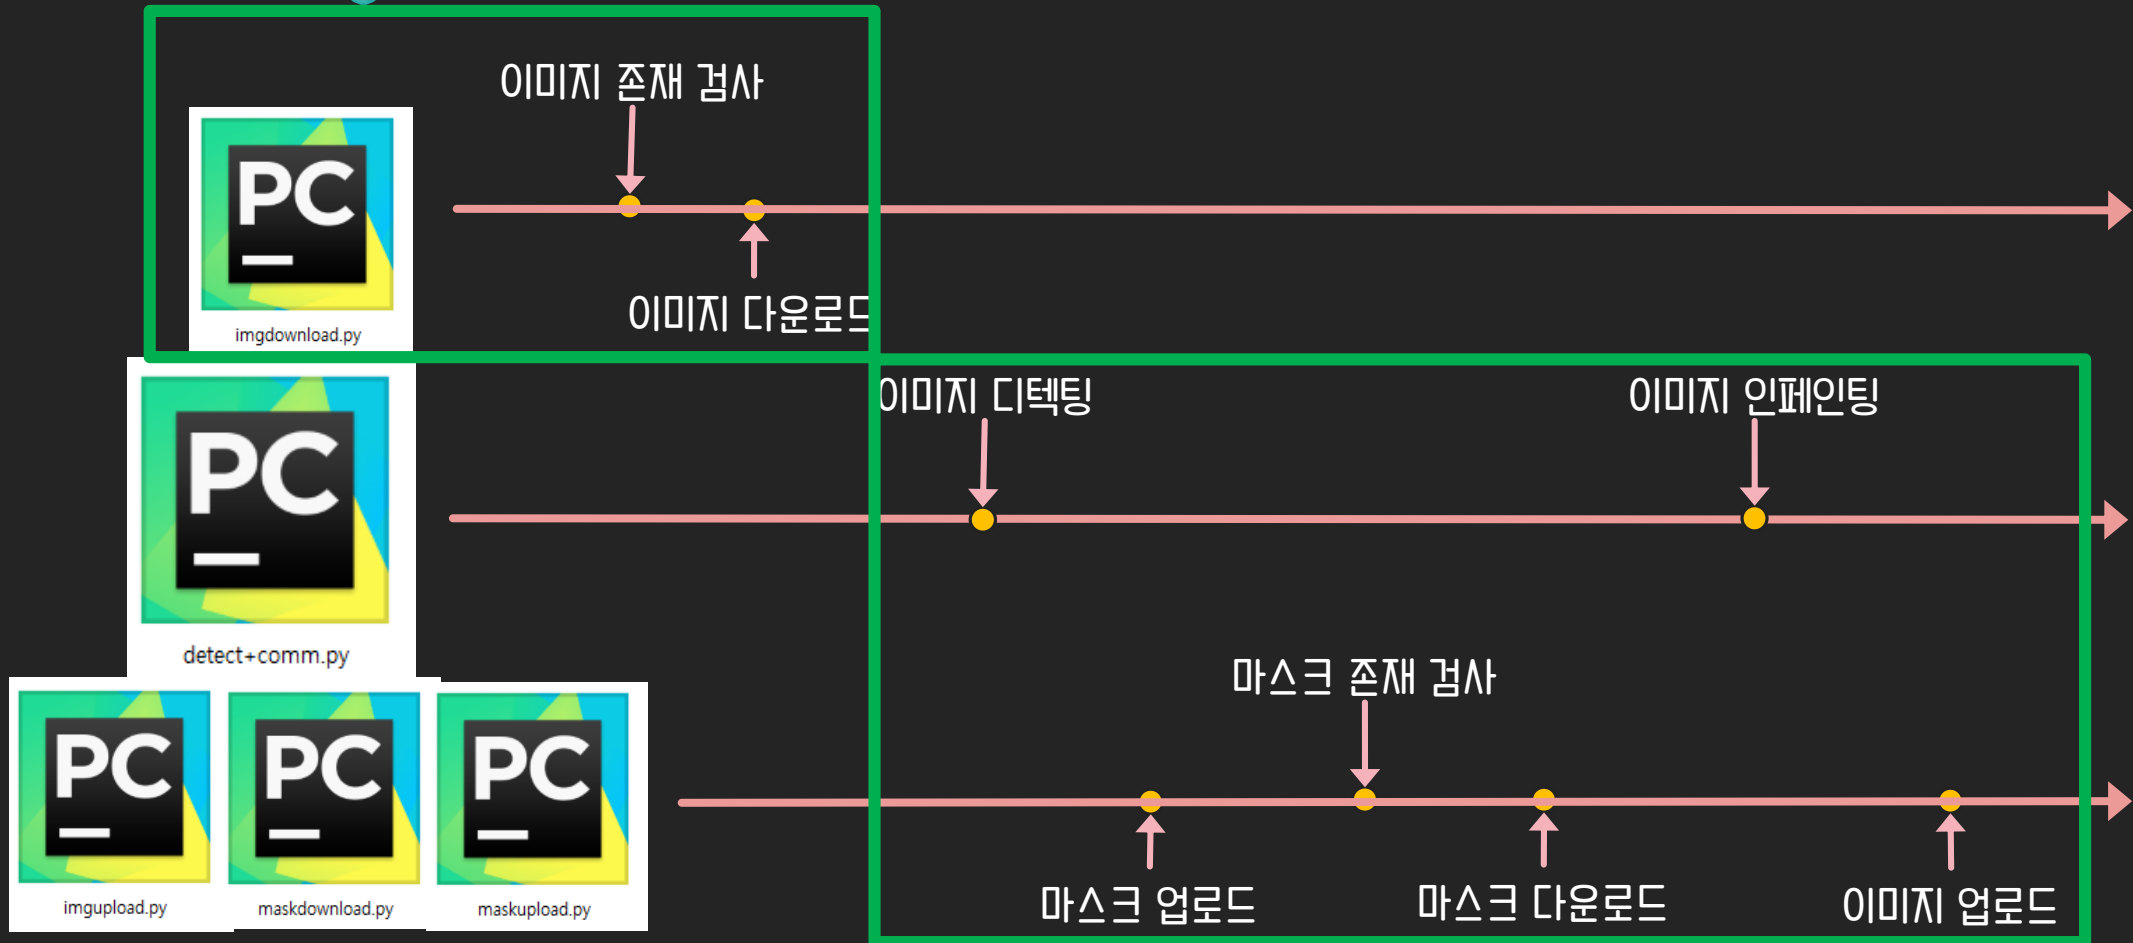 이미지 존재 검사
PC
imgdownload.py
이미지 다운로드
이미지 디텍팅
이미지 인페인팅
PC
detect+comm.py
마스크 존재 검사
PC
PC
PC
imgupload.py
maskdownload.py
maskupload.py
마스크 업로드
마스크 다운로드
이미지 업로드